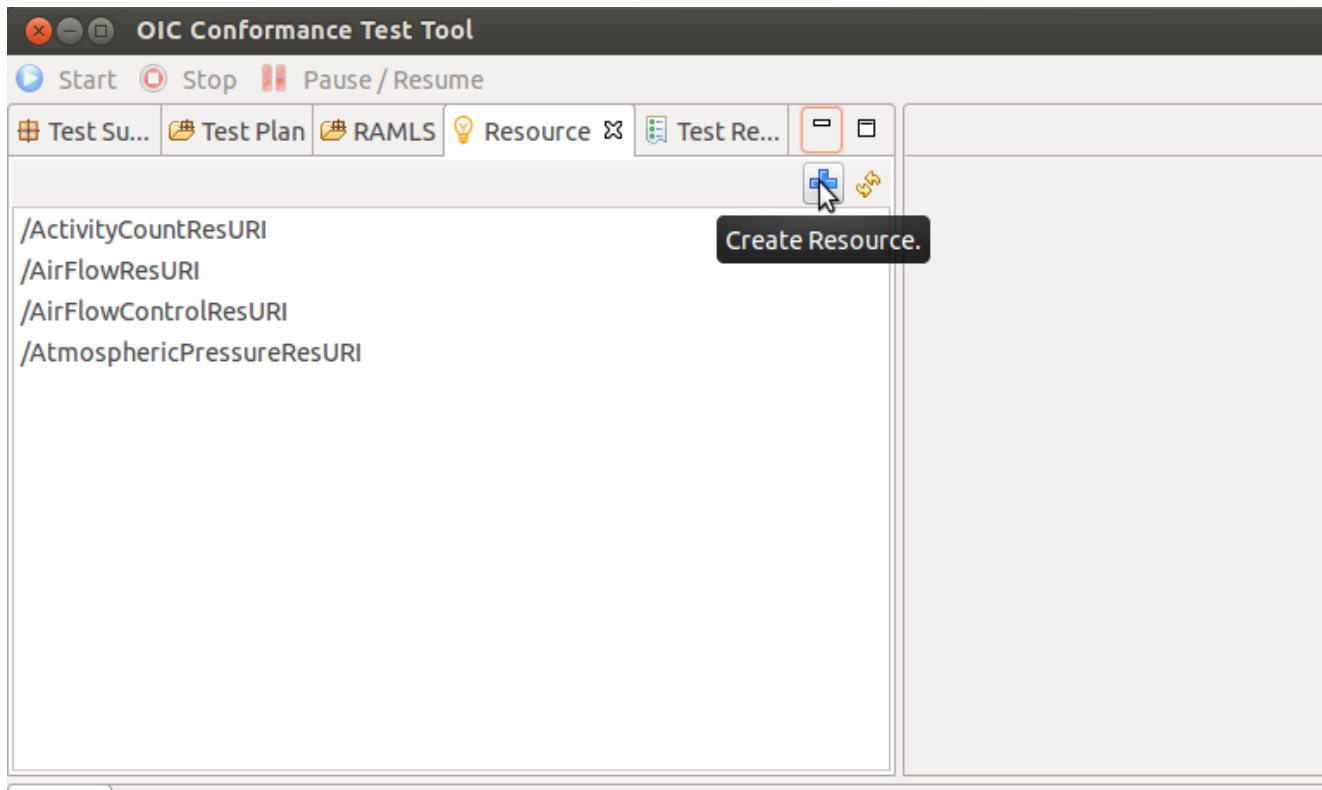 OIC Conformance Test Tool
Start Stop Pause / Resume
Test Su... Test Plan RAMLS Resource Test Re...
/ActivityCountResURI
Create Resource.
/AirFlowResURI
/AirFlowControlResURI
/AtmosphericPressureResURI